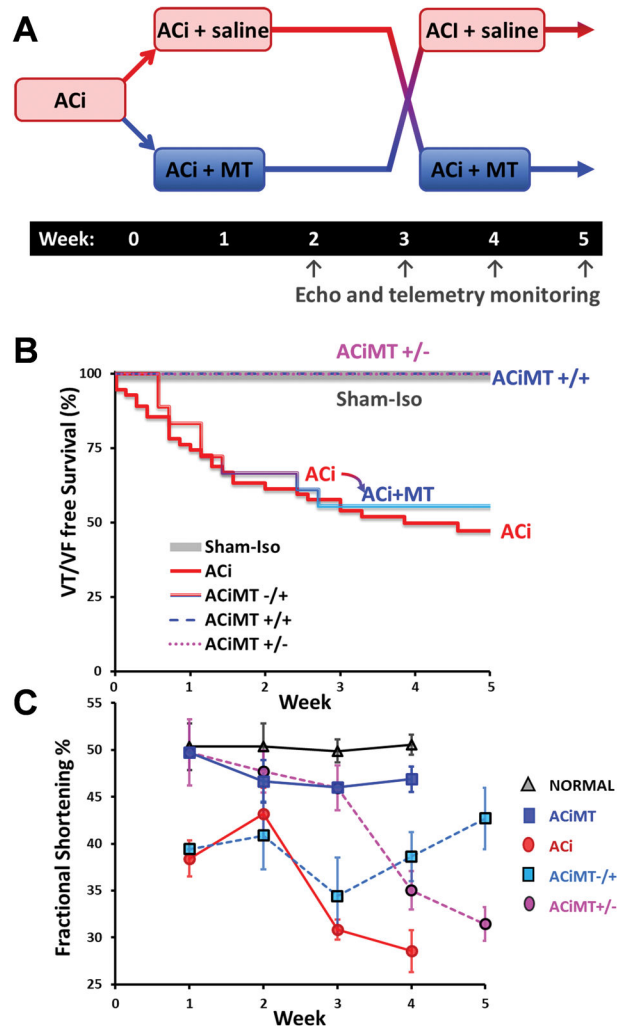 A
ACi + saline
ACI + saline
ACi
ACi + MT
ACi + MT
Week: 0 1 2 3 4 5
Echo and telemetry monitoring
B
ACiMT +/-
100
ACiMT +/+
Sham-Iso
75
ACi
ACi+MT
50
ACi
25
0
VT/VF free Survival (%)
Sham-Iso
ACi
ACiMT -/+
ACiMT +/+
ACiMT +/-
0 1 2 3 4 5
Week
C
55
50
45
40
35
30
25
Fractional Shortening %
NORMAL
ACiMT
ACi
ACiMT-/+
ACiMT+/-
0 1 2 3 4 5
Week